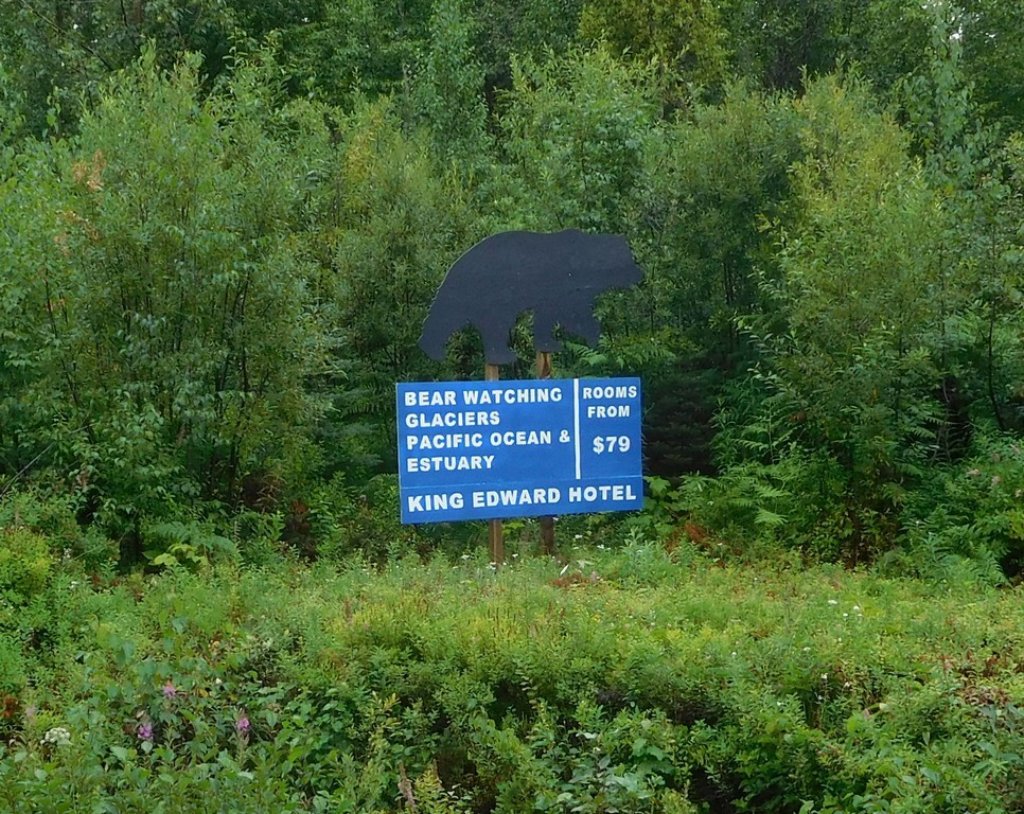 BEAR WATCHING
GLACIERS
PACIFIC OCEAN &
ESTUARY
ROOMS
FROM
$79
KING EDWARD HOTEL